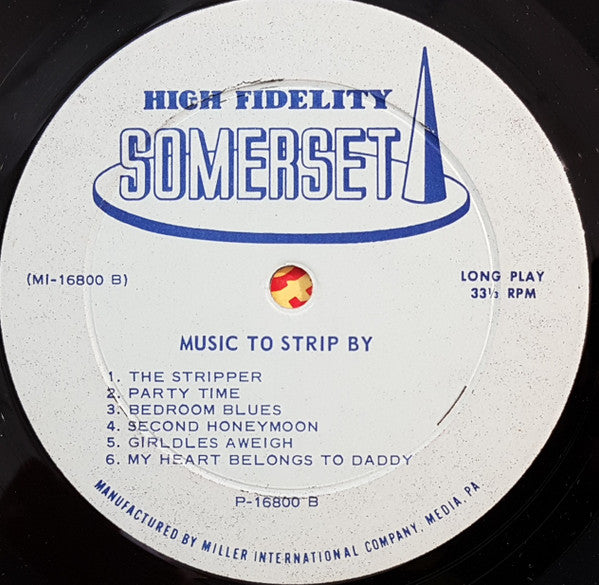 HIGH FIDELITY
SOMERSET
(MI-16800 B)
LONG PLAY
33⅓ RPM
MUSIC TO STRIP BY
1. THE STRIPPER
2. PARTY TIME
3. BEDROOM BLUES
4. SECOND HONEYMOON
5. GIRLDLES AWEIGH
6. MY HEART BELONGS TO DADDY
P-16800 B
MANUFACTURED BY MILLER INTERNATIONAL COMPANY, MEDIA, PA